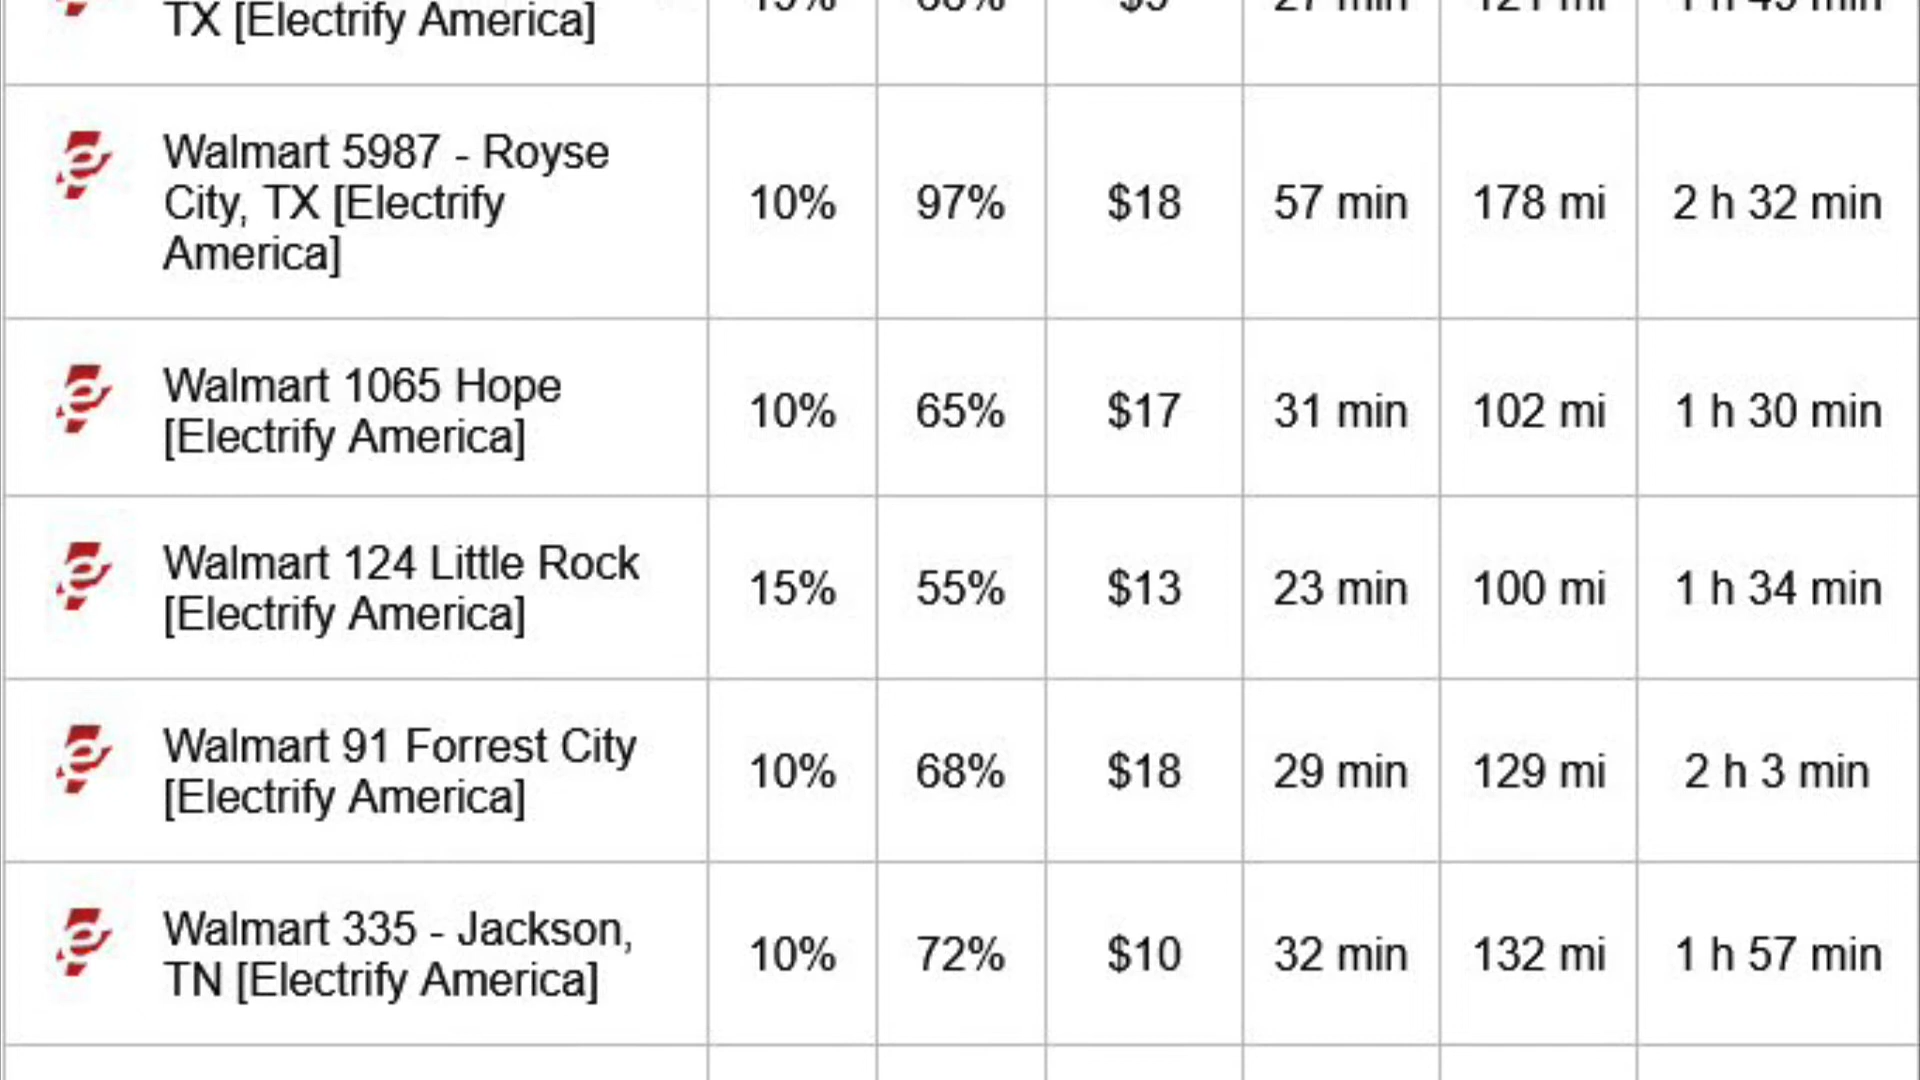 TX [Electrify America]
Walmart 5987 - Royse
City, TX [Electrify
America]
10% 97% $18 57 min 178 mi 2 h 32 min
Walmart 1065 Hope
[Electrify America]
10% 65% $17 31 min 102 mi 1 h 30 min
Walmart 124 Little Rock
[Electrify America]
15% 55% $13 23 min 100 mi 1 h 34 min
Walmart 91 Forrest City
[Electrify America]
10% 68% $18 29 min 129 mi 2 h 3 min
Walmart 335 - Jackson,
TN [Electrify America]
10% 72% $10 32 min 132 mi 1 h 57 min